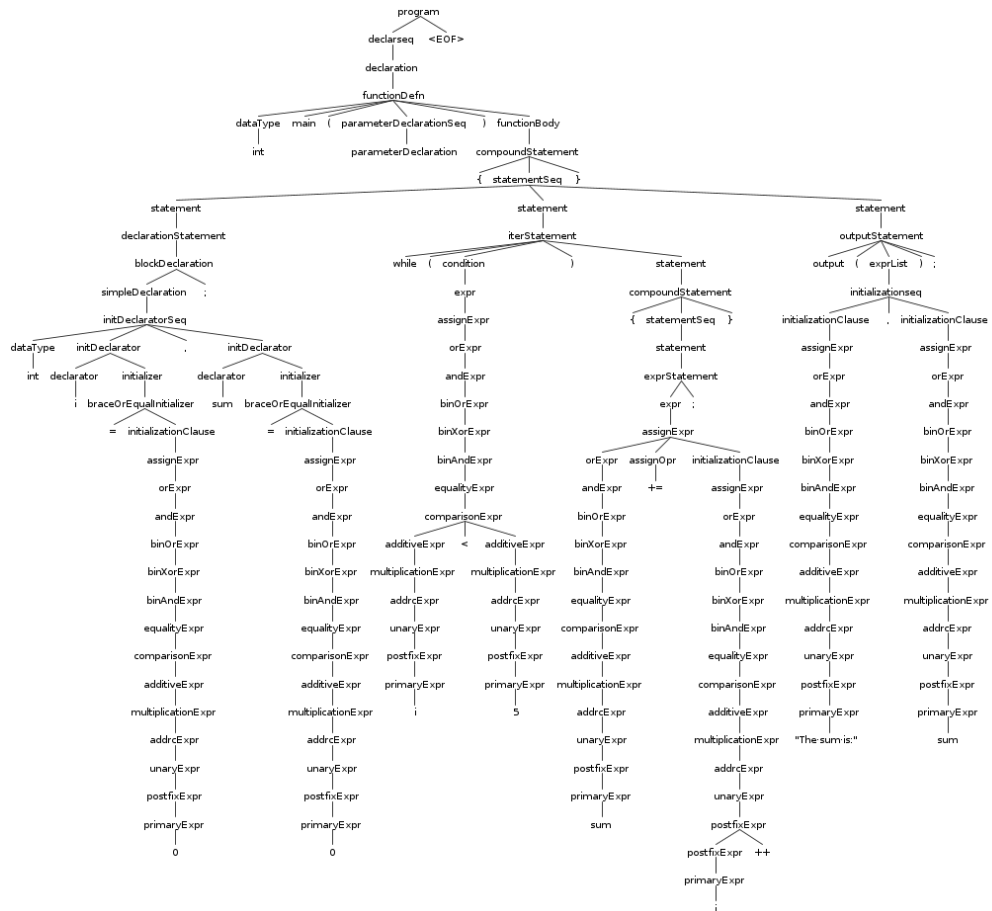 program
declarseq <EOF>
declaration
functionDefn
dataType main ( parameterDeclarationSeq ) functionBody
int parameterDeclaration compoundStatement
{ statementSeq }
statement statement statement
declarationStatement iterStatement outputStatement
blockDeclaration while ( condition ) statement output ( exprList ) ;
simpleDeclaration ; expr compoundStatement initializationseq
initDeclaratorSeq assignExpr { statementSeq } initializationClause , initializationClause
dataType initDeclarator , initDeclarator orExpr statement assignExpr assignExpr
int declarator initializer declarator initializer andExpr exprStatement orExpr orExpr
i braceOrEqualInitializer sum braceOrEqualInitializer binOrExpr expr ; andExpr andExpr
= initializationClause = initializationClause binXorExpr assignExpr binOrExpr binOrExpr
assignExpr assignExpr binAndExpr orExpr assignOpr initializationClause binXorExpr binXorExpr
orExpr orExpr equalityExpr andExpr += assignExpr binAndExpr binAndExpr
andExpr andExpr comparisonExpr binOrExpr orExpr equalityExpr equalityExpr
binOrExpr binOrExpr additiveExpr < additiveExpr binXorExpr andExpr comparisonExpr comparisonExpr
binXorExpr binXorExpr multiplicationExpr multiplicationExpr binAndExpr binOrExpr additiveExpr additiveExpr
binAndExpr binAndExpr addrcExpr addrcExpr equalityExpr binXorExpr multiplicationExpr multiplicationExpr
equalityExpr equalityExpr unaryExpr unaryExpr comparisonExpr binAndExpr addrcExpr addrcExpr
comparisonExpr comparisonExpr postfixExpr postfixExpr additiveExpr equalityExpr unaryExpr unaryExpr
additiveExpr additiveExpr primaryExpr primaryExpr multiplicationExpr comparisonExpr postfixExpr postfixExpr
multiplicationExpr multiplicationExpr i 5 addrcExpr additiveExpr primaryExpr primaryExpr
addrcExpr addrcExpr unaryExpr multiplicationExpr "The·sum·is:" sum
unaryExpr unaryExpr postfixExpr addrcExpr
postfixExpr postfixExpr primaryExpr unaryExpr
primaryExpr primaryExpr sum postfixExpr
0 0 postfixExpr ++
primaryExpr
i